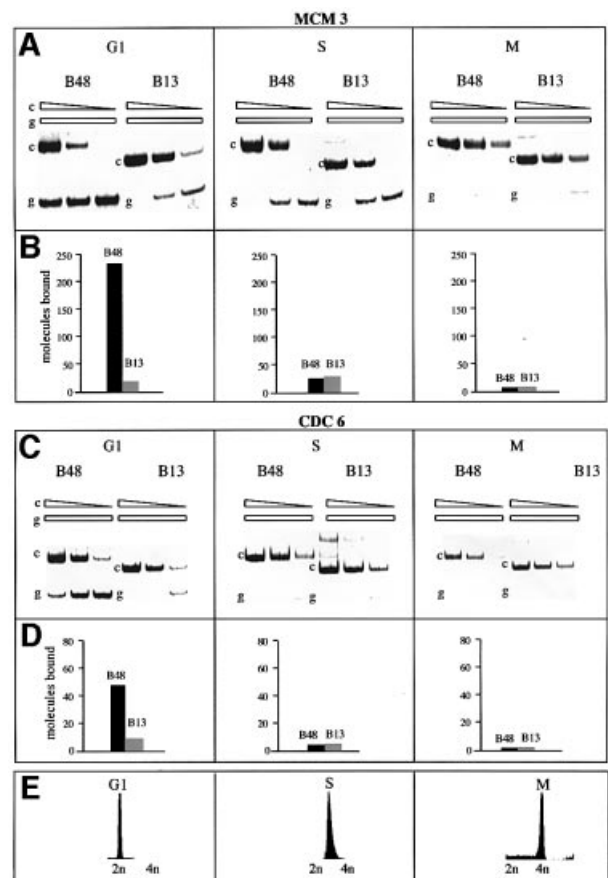 MCM 3
A
G1 S M
B48 B13 B48 B13 B48 B13
c
g
c c c c c c
g g g g g g
B
molecules bound
250 250 250
200 200 200
150 150 150
100 100 100
50 50 50
0 0 0
B48 B13 B48 B13 B48 B13
CDC 6
C
G1 S M
B48 B13 B48 B13 B48 B13
c
g
c c c c c c
g g g g g g
D
molecules bound
80 80 80
60 60 60
40 40 40
20 20 20
0 0 0
B48 B13 B48 B13 B48 B13
E
G1 S M
2n 4n 2n 4n 2n 4n